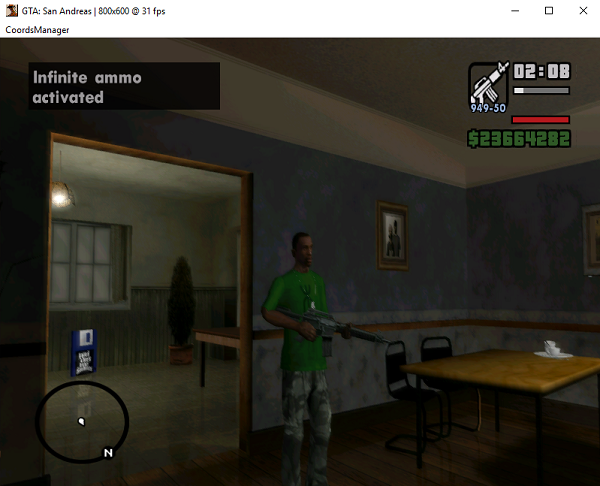 GTA: San Andreas | 800x600 @ 31 fps
CoordsManager
Infinite ammo
activated
02:08
949-50
$23664282
N